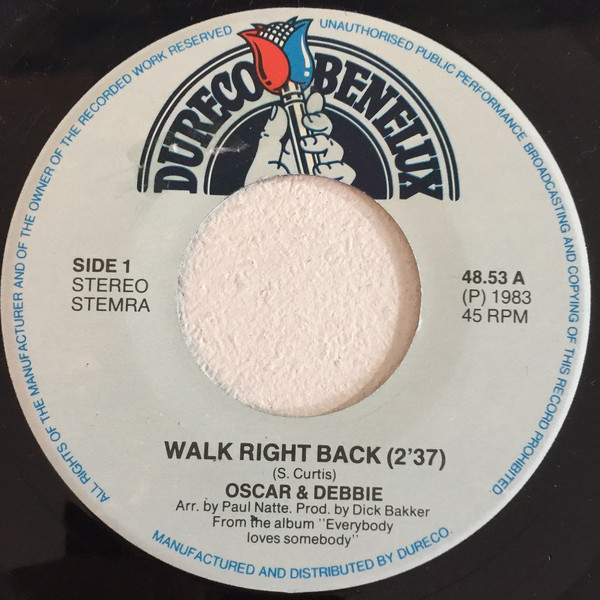 ALL RIGHTS OF THE MANUFACTURER AND OF THE OWNER OF THE RECORDED WORK RESERVED
UNAUTHORISED PUBLIC PERFORMANCE BROADCASTING AND COPYING OF THIS RECORD PROHIBITED.
DURECO BENELUX
SIDE 1
STEREO
STEMRA
48.53 A
(P) 1983
45 RPM
WALK RIGHT BACK (2'37)
(S. Curtis)
OSCAR & DEBBIE
Arr. by Paul Natte. Prod. by Dick Bakker
From the album "Everybody
loves somebody"
MANUFACTURED AND DISTRIBUTED BY DURECO.